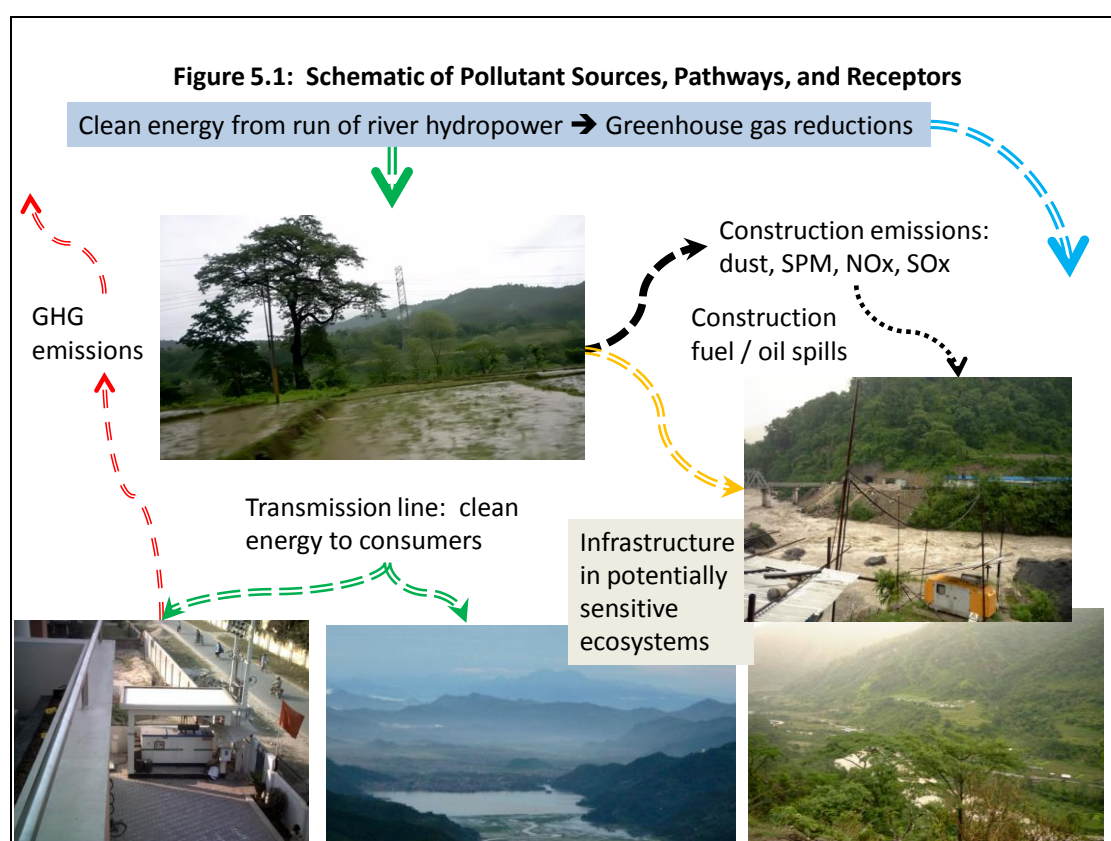 Figure 5.1:  Schematic of Pollutant Sources, Pathways, and Receptors
Clean energy from run of river hydropower ➔ Greenhouse gas reductions
Construction emissions:
dust, SPM, NOx, SOx
GHG
emissions
Construction
fuel / oil spills
Transmission line:  clean
energy to consumers
Infrastructure
in potentially
sensitive
ecosystems